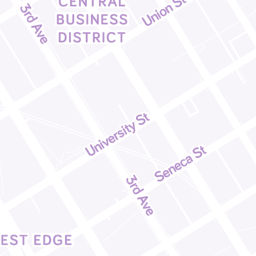 CENTRAL
BUSINESS
DISTRICT
Union St
3rd Ave
University St
Seneca St
3rd Ave
EST EDGE